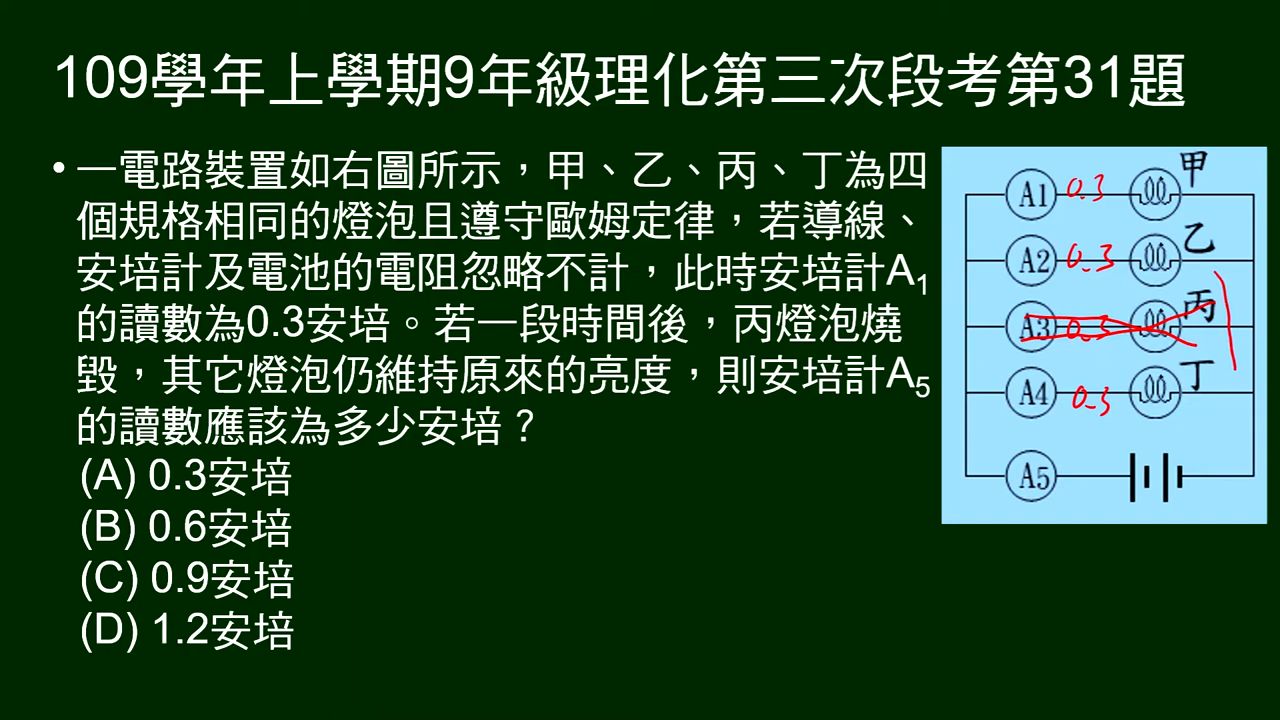 109學年上學期9年級理化第三次段考第31題
• 一電路裝置如右圖所示，甲、乙、丙、丁為四
個規格相同的燈泡且遵守歐姆定律，若導線、
安培計及電池的電阻忽略不計，此時安培計A₁
的讀數為0.3安培。若一段時間後，丙燈泡燒
毀，其它燈泡仍維持原來的亮度，則安培計A₅
的讀數應該為多少安培？
(A) 0.3安培
(B) 0.6安培
(C) 0.9安培
(D) 1.2安培
A1 0.3 甲
A2 0.3 乙
A3 0.3 丙
A4 0.3 丁
A5